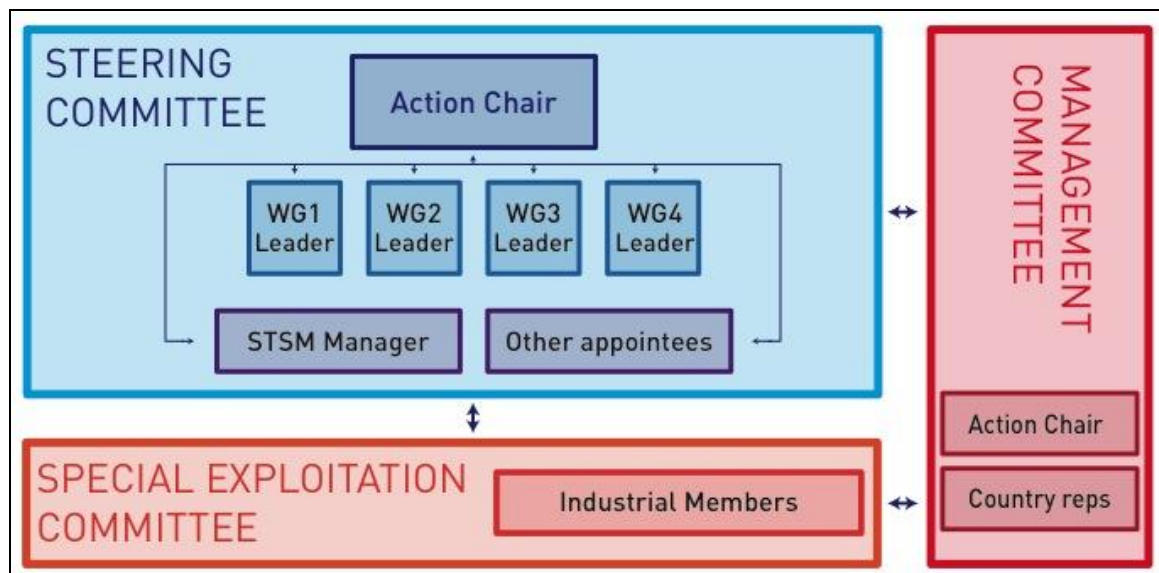 STEERING
COMMITTEE
Action Chair
WG1
Leader
WG2
Leader
WG3
Leader
WG4
Leader
STSM Manager
Other appointees
SPECIAL EXPLOITATION
COMMITTEE
Industrial Members
MANAGEMENT
COMMITTEE
Action Chair
Country reps